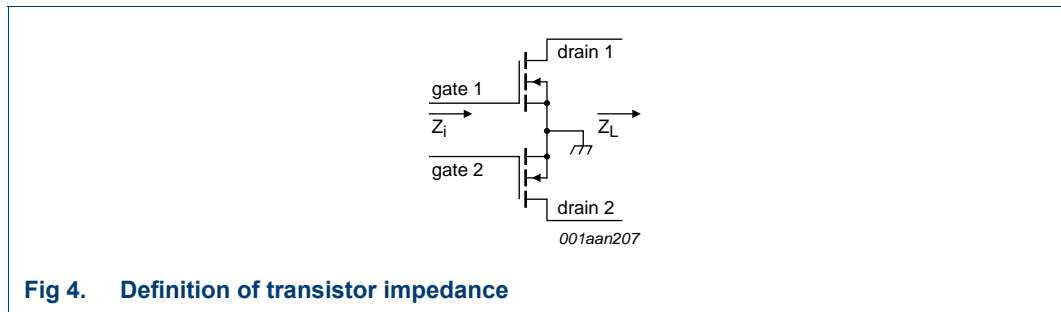 drain 1
gate 1
Zi
ZL
gate 2
drain 2
001aan207
Fig 4. Definition of transistor impedance